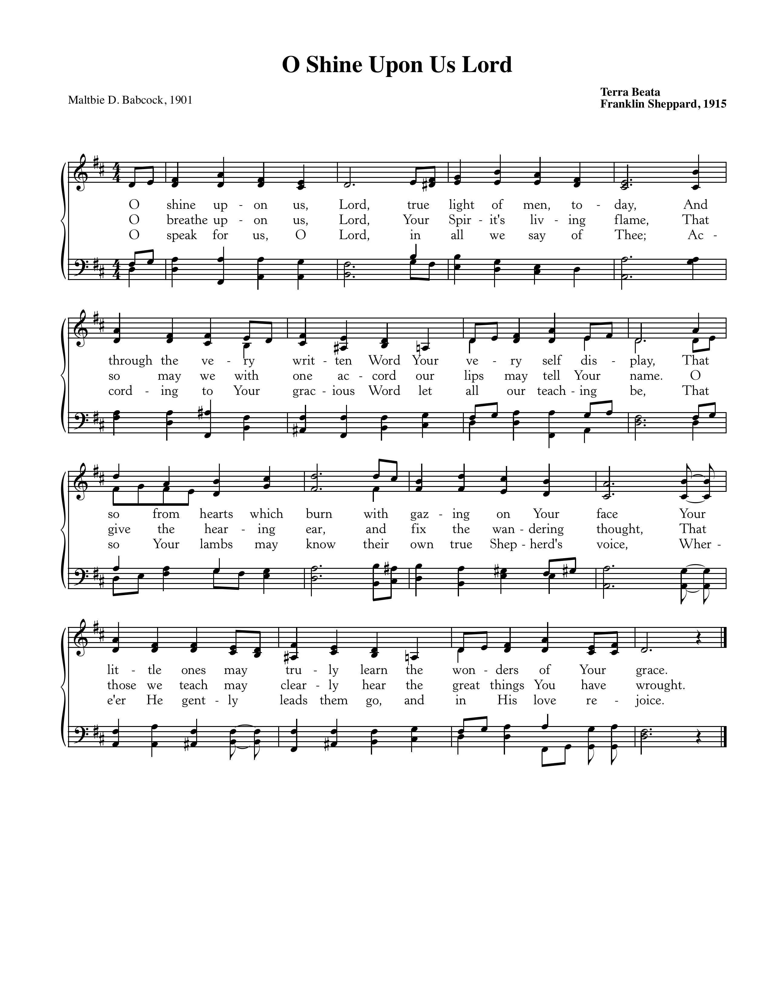 O Shine Upon Us Lord
Maltbie D. Babcock, 1901
Terra Beata
Franklin Sheppard, 1915
4 4
O shine up - on us, Lord, true light of men, to - day, And
O breathe up - on us, Lord, Your Spir - it's liv - ing flame, That
O speak for us, O Lord, in all we say of Thee; Ac -
4 4
through the ve - ry writ - ten Word Your ve - ry self dis - play, That
so may we with one ac - cord our lips may tell Your name. O
cord - ing to Your grac - ious Word let all our teach - ing be, That
so from hearts which burn with gaz - ing on Your face Your
give the hear - ing ear, and fix the wan - dering thought, That
so Your lambs may know their own true Shep - herd's voice, Wher -
lit - tle ones may tru - ly learn the won - ders of Your grace.
those we teach may clear - ly hear the great things You have wrought.
e'er He gent - ly leads them go, and in His love re - joice.